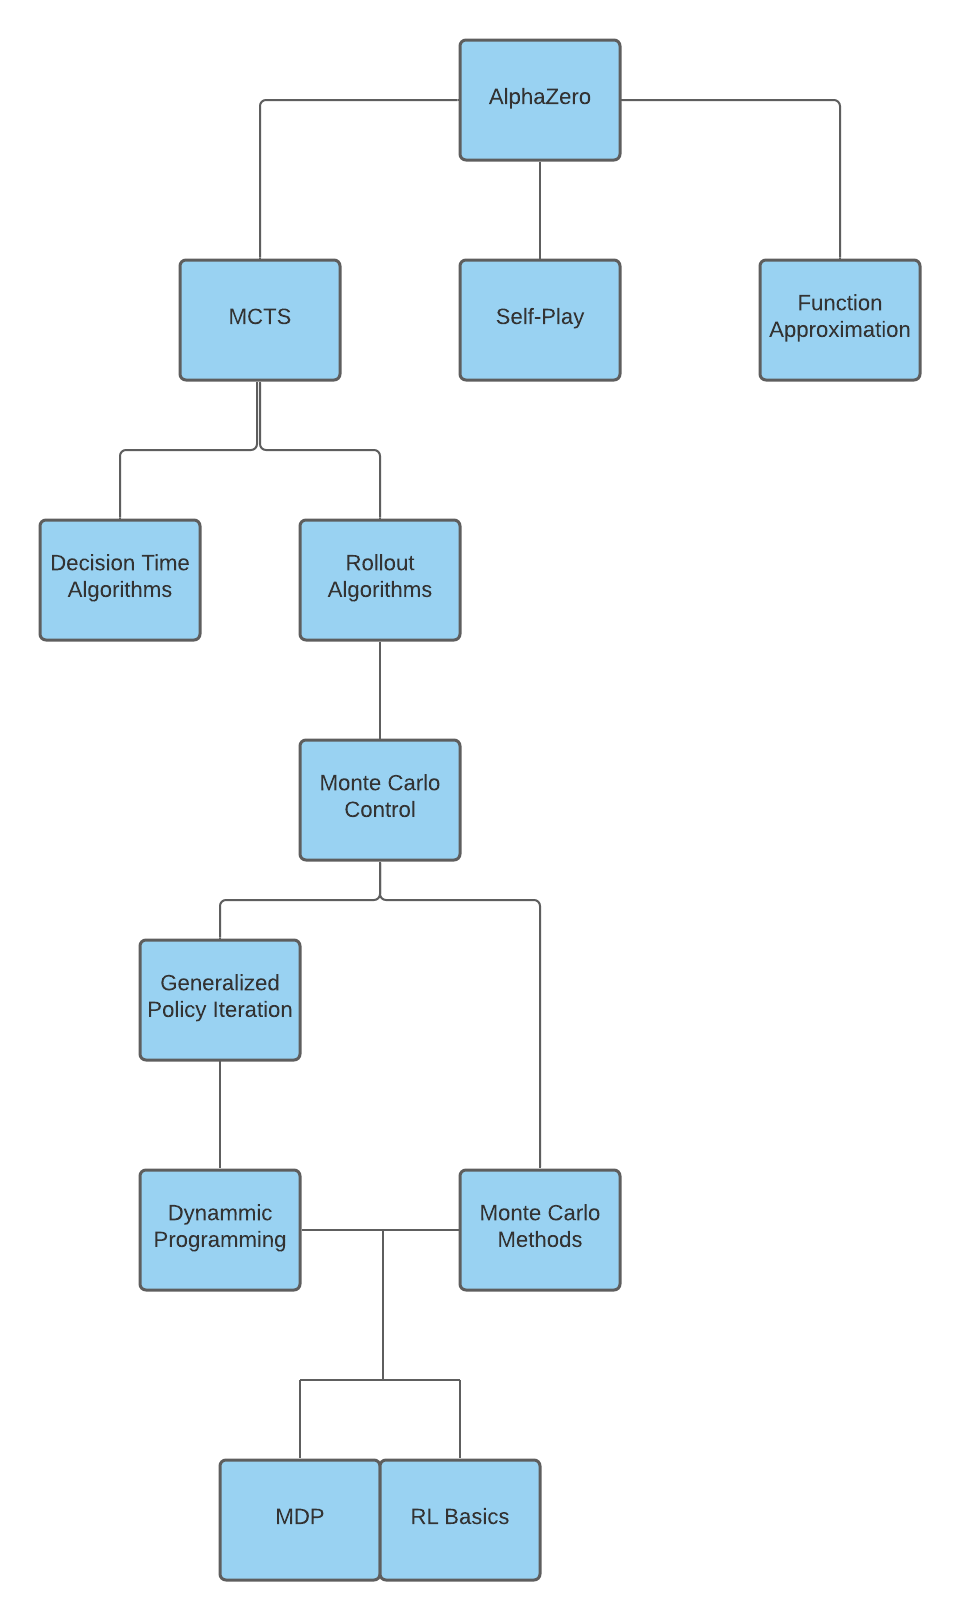 AlphaZero
MCTS
Self-Play
Function
Approximation
Decision Time
Algorithms
Rollout
Algorithms
Monte Carlo
Control
Generalized
Policy Iteration
Dynammic
Programming
Monte Carlo
Methods
MDP
RL Basics